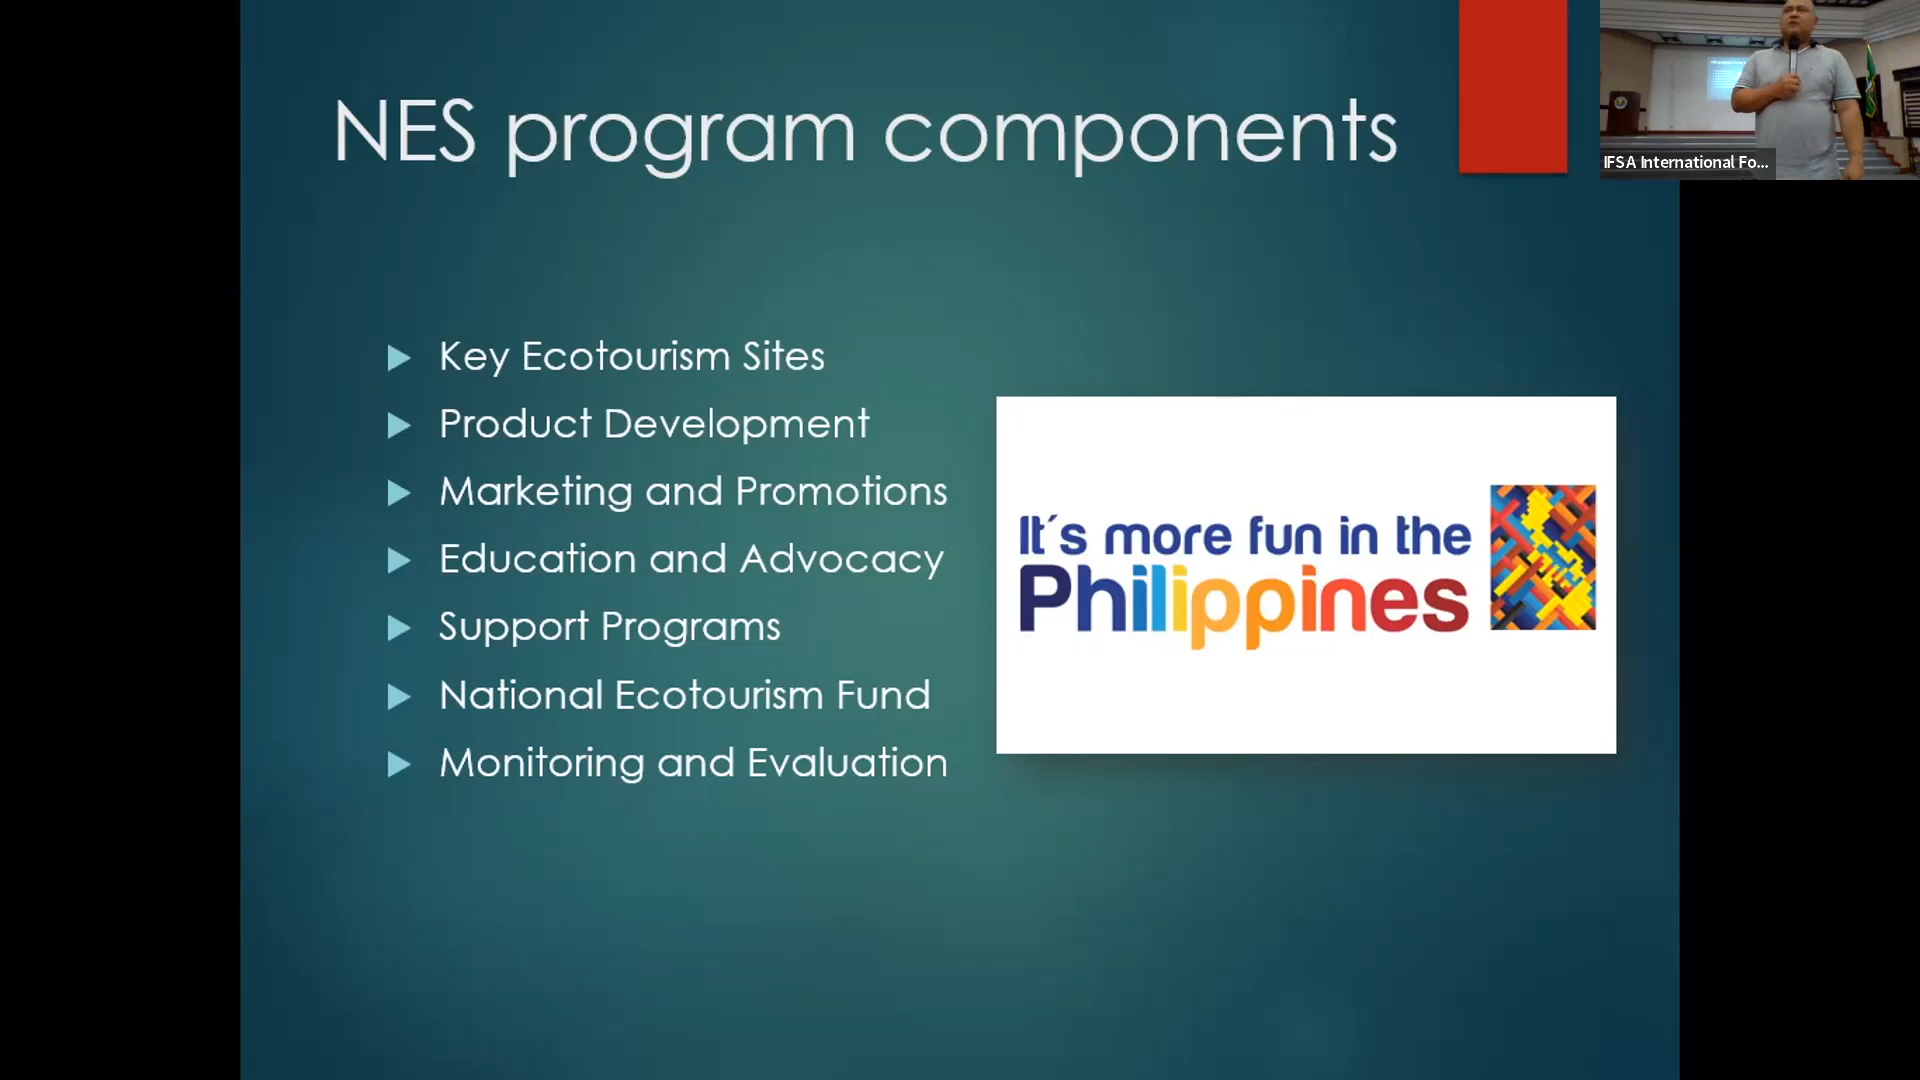 NES program components
IFSA International Fo...
Key Ecotourism Sites
Product Development
Marketing and Promotions
Education and Advocacy
Support Programs
National Ecotourism Fund
Monitoring and Evaluation
It´s more fun in the
Philippines